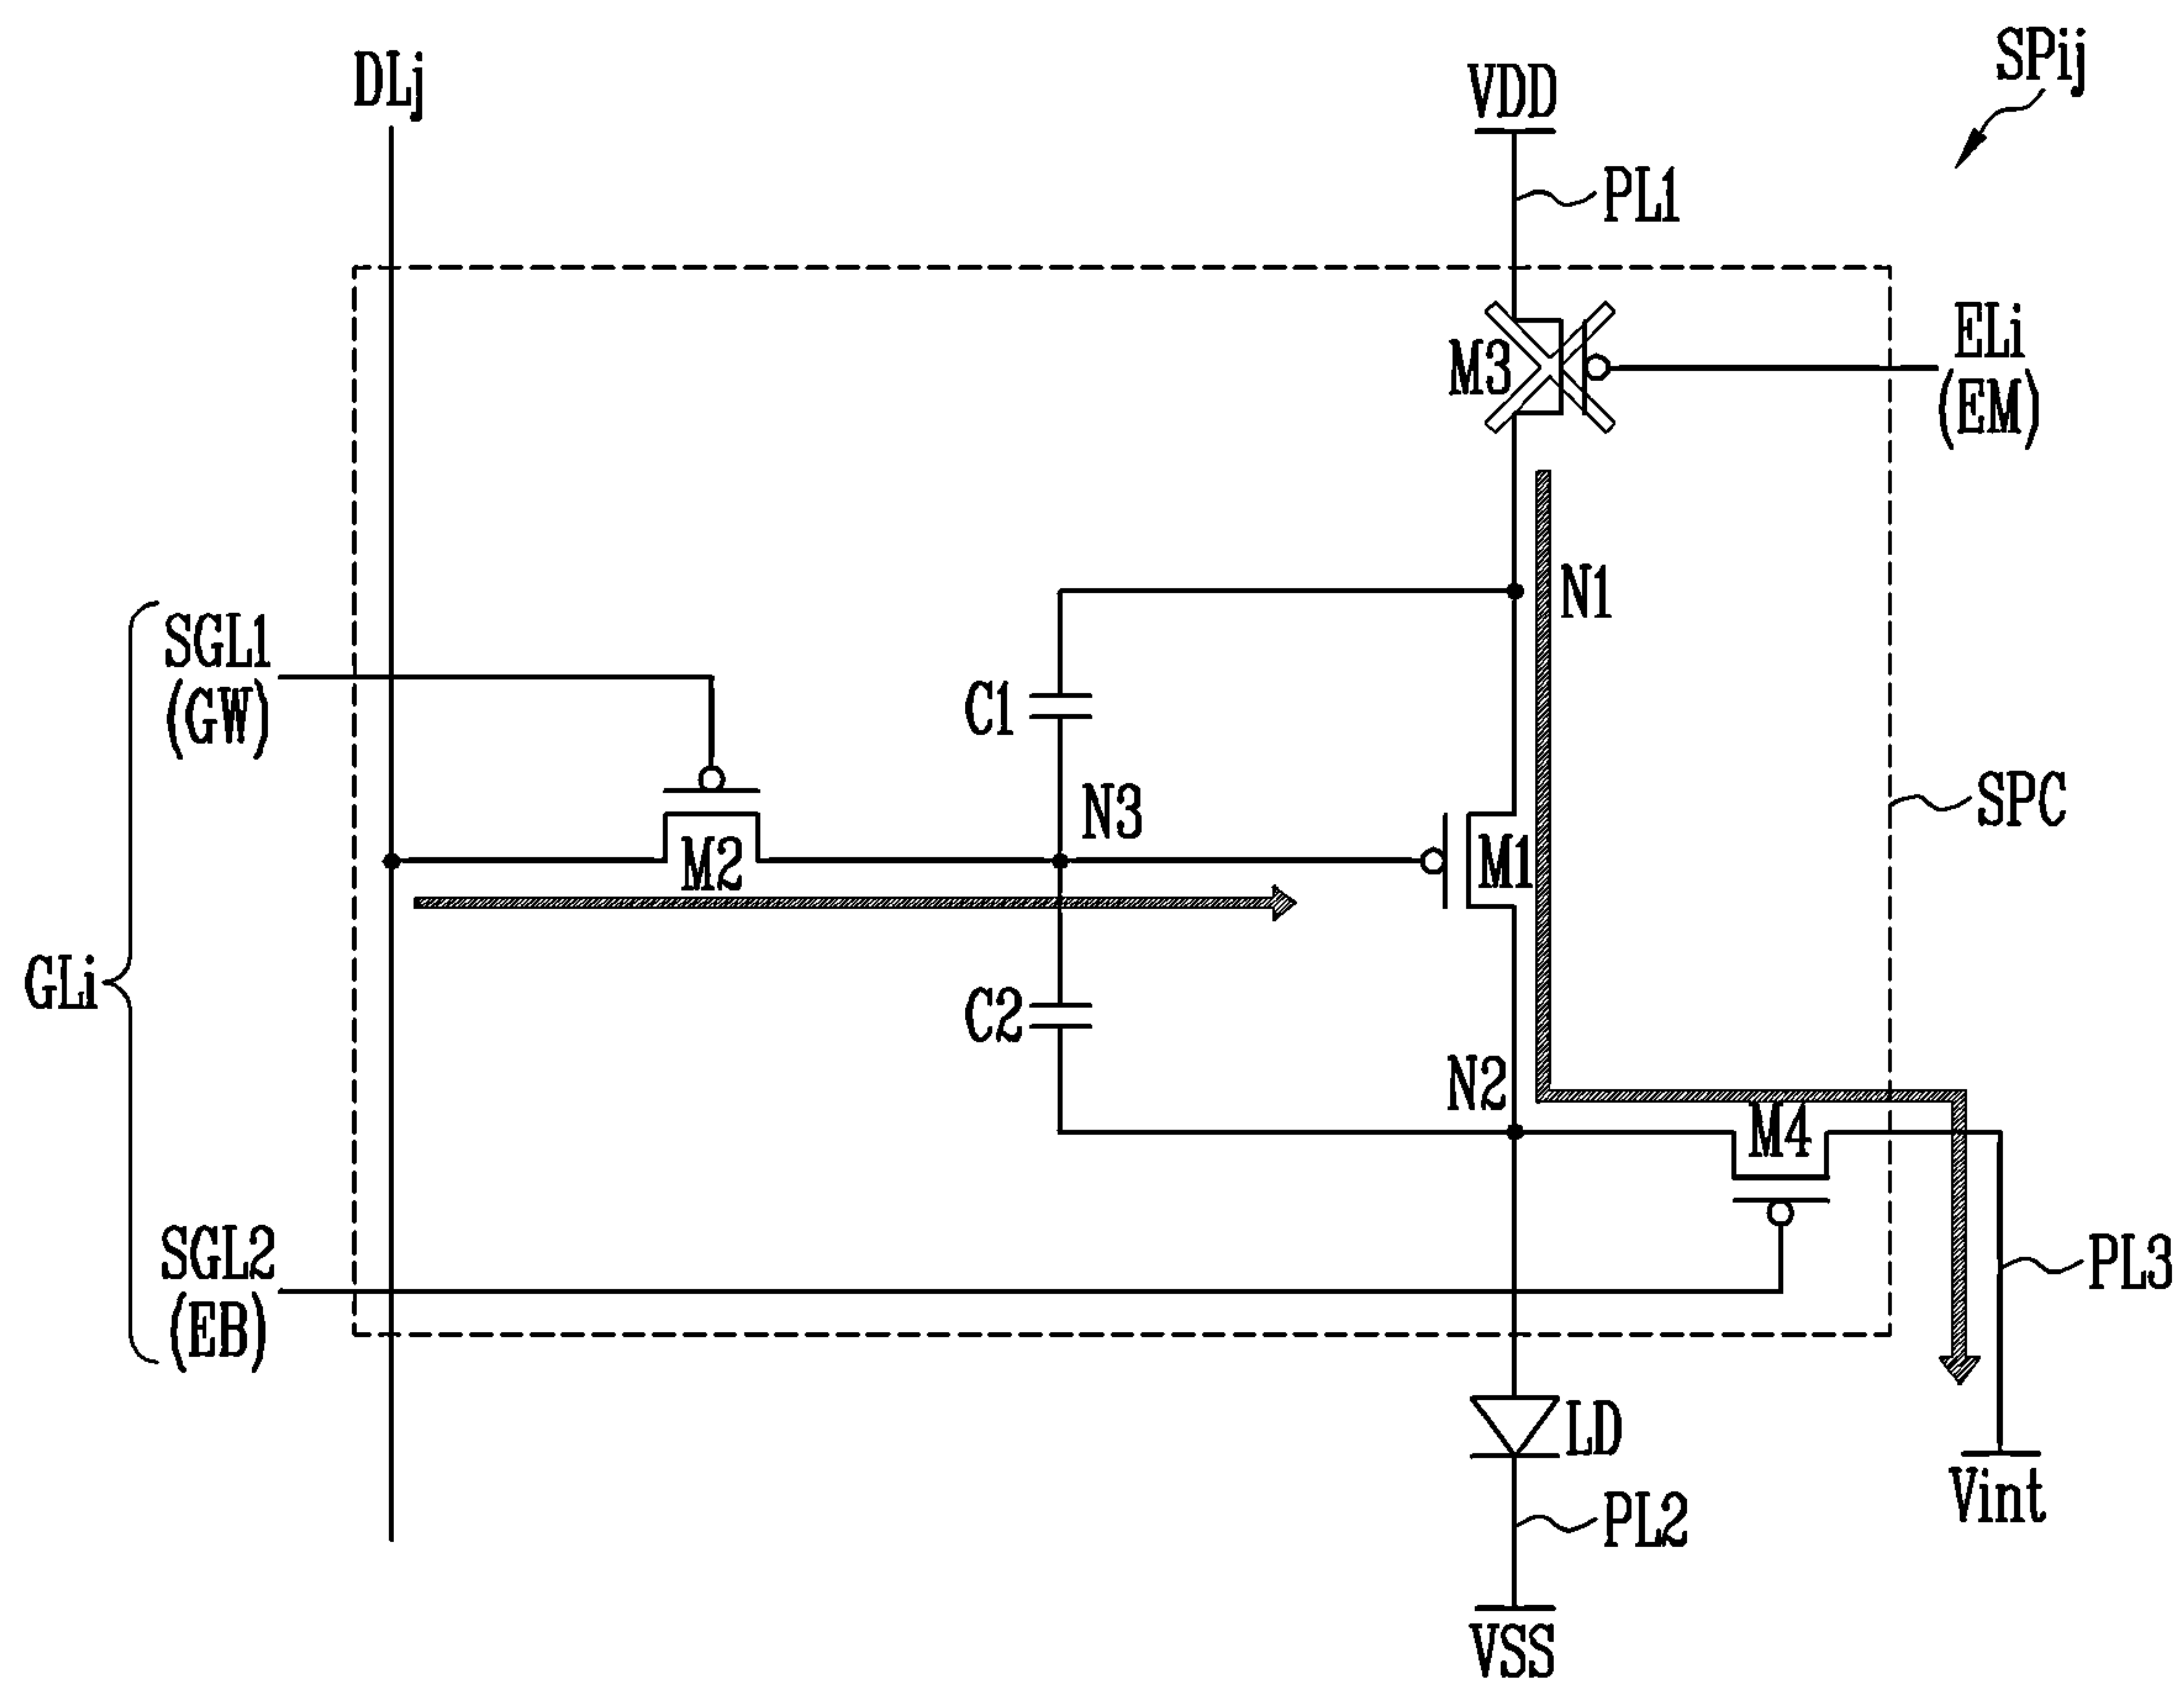 DLj
VDD
SPij
PL1
M3
ELi
(EM)
N1
SGL1
(GW)
C1
N3
SPC
M2
M1
GLi
C2
N2
M4
SGL2
(EB)
PL3
LD
Vint
PL2
VSS